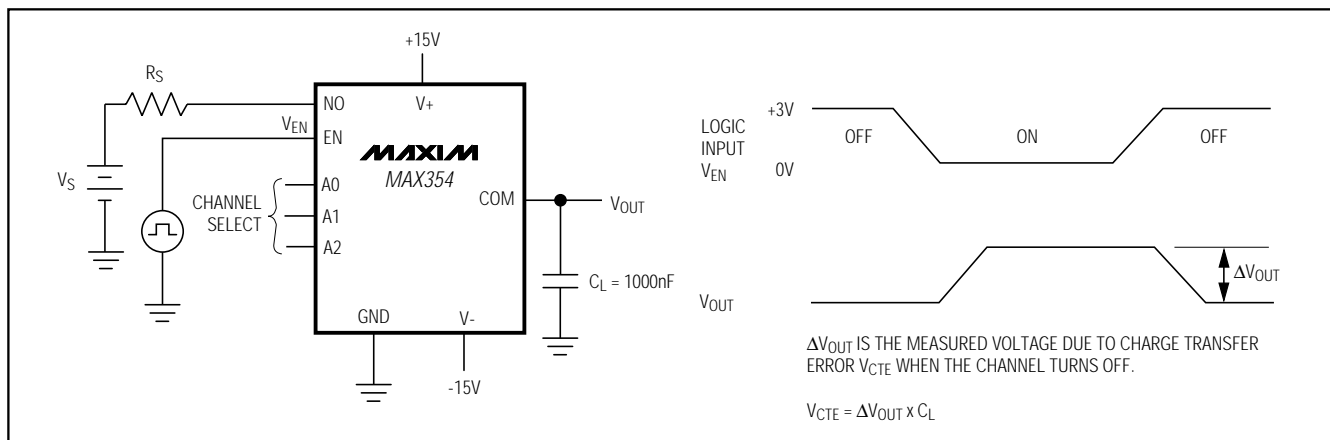 +15V
RS
NO
V+
VEN
EN
MAXIM
MAX354
VS
A0
CHANNEL
SELECT
A1
A2
COM
VOUT
CL = 1000nF
GND
V-
-15V
LOGIC
INPUT
VEN
+3V
0V
OFF
ON
OFF
VOUT
ΔVOUT
ΔVOUT IS THE MEASURED VOLTAGE DUE TO CHARGE TRANSFER
ERROR VCTE WHEN THE CHANNEL TURNS OFF.
VCTE = ΔVOUT x CL